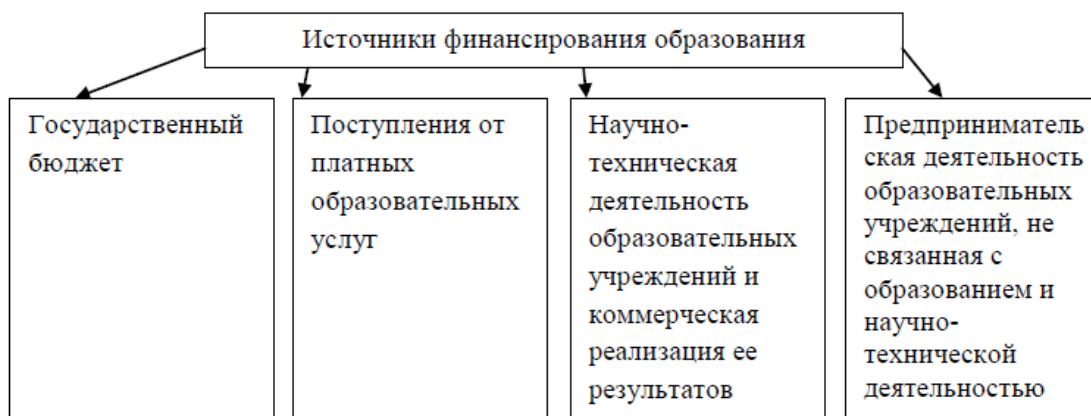 Источники финансирования образования
Государственный
бюджет
Поступления от
платных
образовательных
услуг
Научно-
техническая
деятельность
образовательных
учреждений и
коммерческая
реализация ее
результатов
Предприниматель
ская деятельность
образовательных
учреждений, не
связанная с
образованием и
научно-
технической
деятельностью